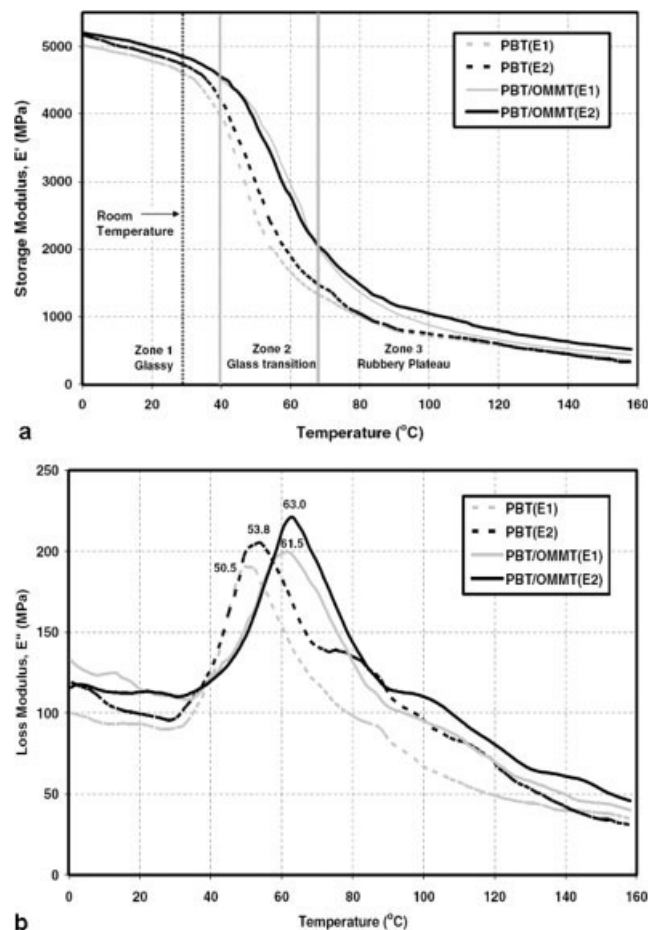 Storage Modulus, E' (MPa)
5000
4000
3000
2000
1000
0
PBT(E1)
PBT(E2)
PBT/OMMT(E1)
PBT/OMMT(E2)
Room
Temperature
Zone 1
Glassy
Zone 2
Glass transition
Zone 3
Rubbery Plateau
0 20 40 60 80 100 120 140 160
Temperature (°C)
a
Loss Modulus, E" (MPa)
250
200
150
100
50
0
50.5
53.8
63.0
61.5
PBT(E1)
PBT(E2)
PBT/OMMT(E1)
PBT/OMMT(E2)
0 20 40 60 80 100 120 140 160
Temperature (°C)
b